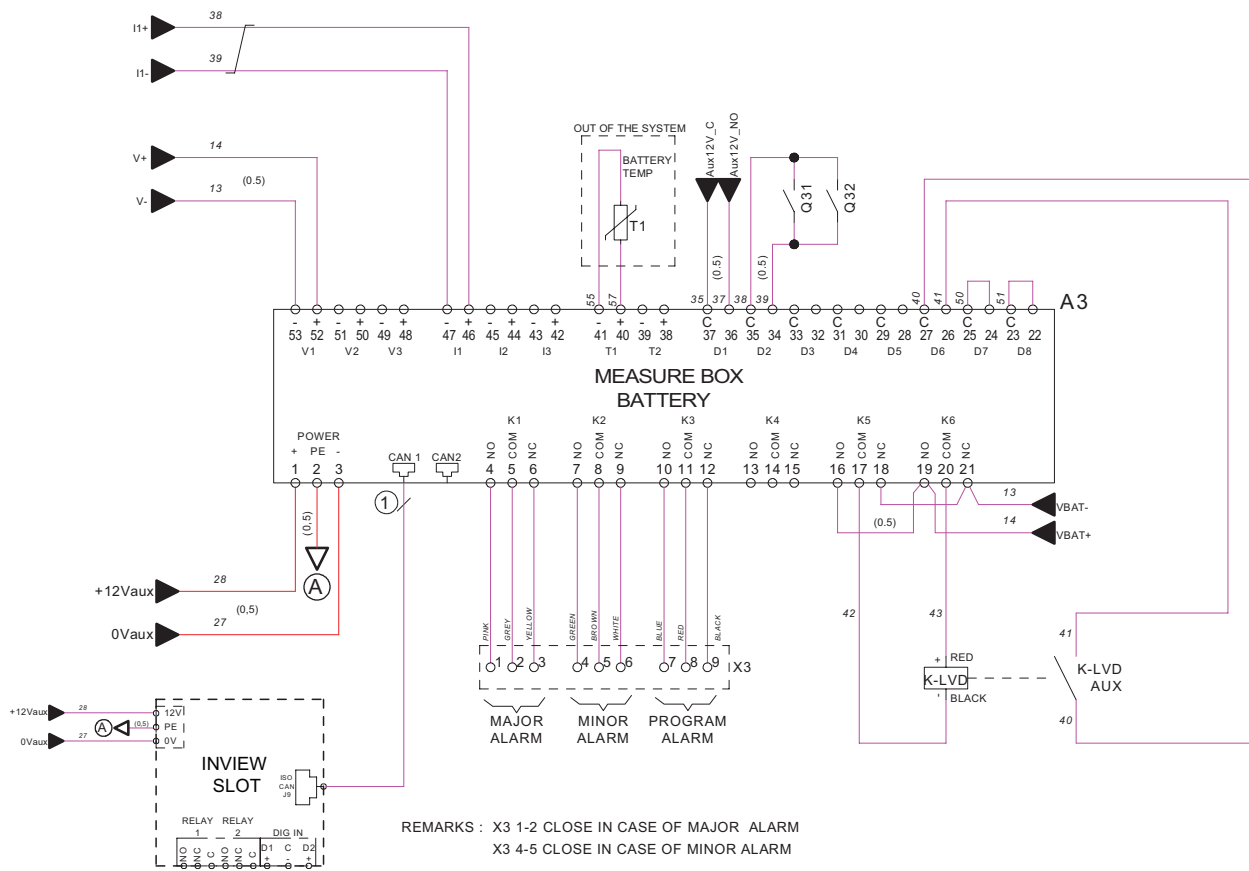 I1+ 38
I1- 39
V+ 14
V- 13 (0.5)
OUT OF THE SYSTEM
BATTERY
TEMP
T1
Aux12V_C
Aux12V_NO
Q31
Q32
55 57 35 (0.5) 37 38 (0.5) 39 40 41 50 51
A3
- + - + - + - + - + - + - + - + C C C C C C C C
53 52 51 50 49 48 47 46 45 44 43 42 41 40 39 38 37 36 35 34 33 32 31 30 29 28 27 26 25 24 23 22
V1 V2 V3 I1 I2 I3 T1 T2 D1 D2 D3 D4 D5 D6 D7 D8
MEASURE BOX
BATTERY
POWER
+ PE -
1 2 3
CAN 1 CAN2
K1 K2 K3 K4 K5 K6
NO COM NC NO COM NC NO COM NC NO COM NC NO COM NC NO COM NC
4 5 6 7 8 9 10 11 12 13 14 15 16 17 18 19 20 21
1
(0,5)
A
13 VBAT-
(0.5) 14 VBAT+
+12Vaux 28
(0,5)
0Vaux 27
PINK GREY YELLOW GREEN BROWN WHITE BLUE RED BLACK
42 43 41
1 2 3 4 5 6 7 8 9 X3
+ RED
K-LVD
- BLACK
K-LVD
AUX
40
MAJOR
ALARM
MINOR
ALARM
PROGRAM
ALARM
+12Vaux 28 12V
A (0,5) PE
0Vaux 27 0V
INVIEW
SLOT
ISO
CAN
J9
RELAY RELAY
1 2 DIG IN
NO NC C NO NC C D1 C D2
+ - +
REMARKS : X3 1-2 CLOSE IN CASE OF MAJOR ALARM
X3 4-5 CLOSE IN CASE OF MINOR ALARM